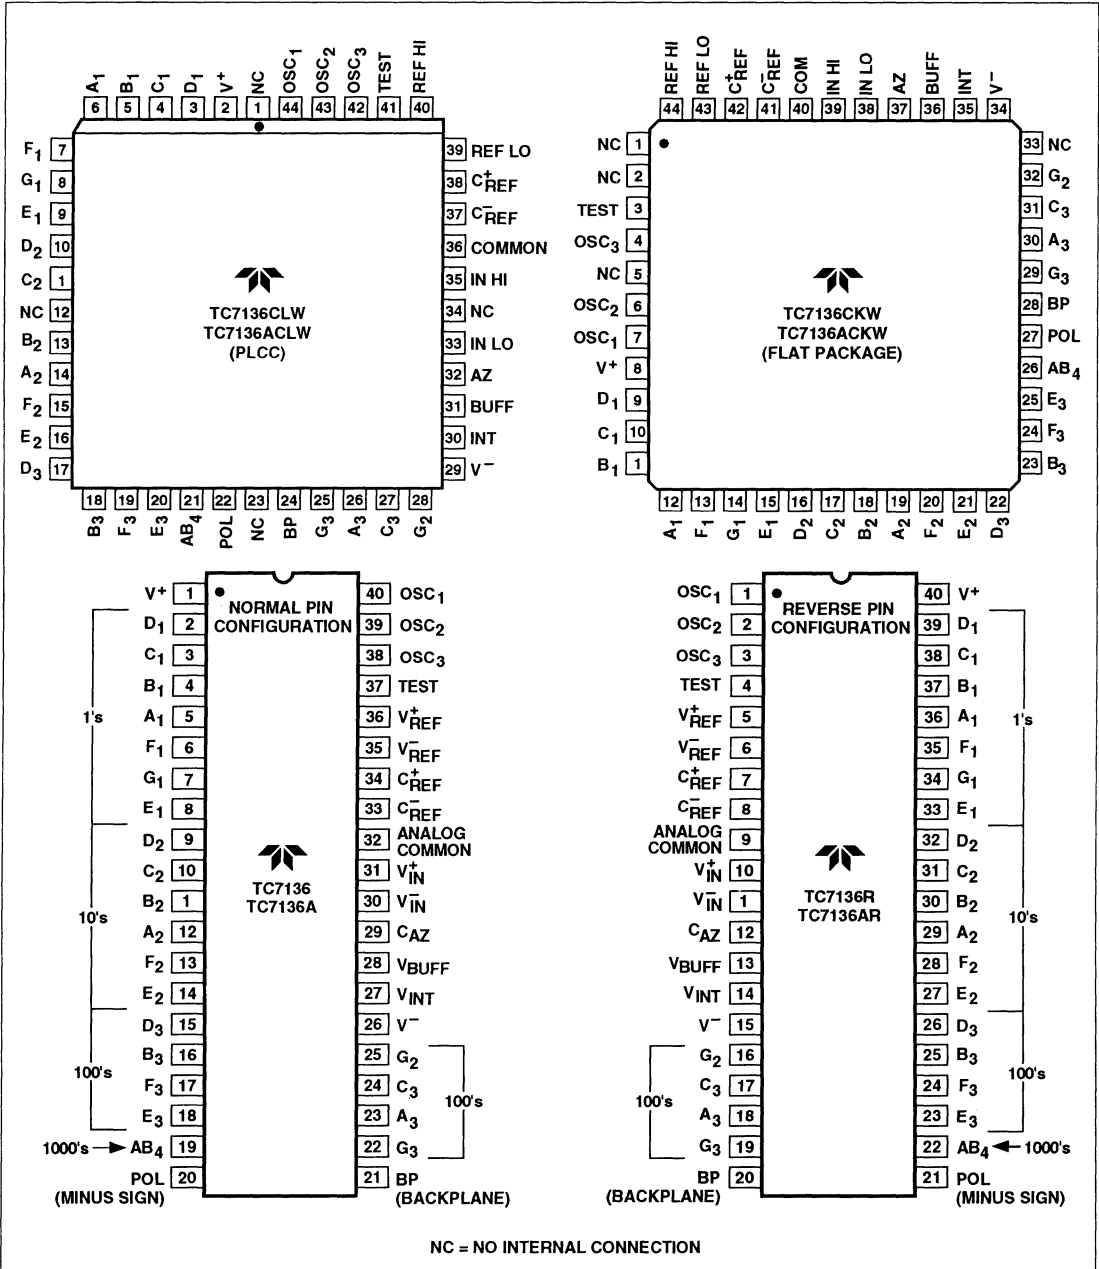 A1 B1 C1 D1 V+ NC OSC1 OSC2 OSC3 TEST REF HI
6 5 4 3 2 1 44 43 42 41 40
F1 7
G1 8
E1 9
D2 10
C2 1
NC 12
B2 13
A2 14
F2 15
E2 16
D3 17
TC7136CLW
TC7136ACLW
(PLCC)
39 REF LO
38 C+REF
37 C–REF
36 COMMON
35 IN HI
34 NC
33 IN LO
32 AZ
31 BUFF
30 INT
29 V–
18 19 20 21 22 23 24 25 26 27 28
B3 F3 E3 AB4 POL NC BP G3 A3 C3 G2
REF HI REF LO C+REF C–REF COM IN HI IN LO AZ BUFF INT V–
44 43 42 41 40 39 38 37 36 35 34
NC 1
NC 2
TEST 3
OSC3 4
NC 5
OSC2 6
OSC1 7
V+ 8
D1 9
C1 10
B1 1
TC7136CKW
TC7136ACKW
(FLAT PACKAGE)
33 NC
32 G2
31 C3
30 A3
29 G3
28 BP
27 POL
26 AB4
25 E3
24 F3
23 B3
12 13 14 15 16 17 18 19 20 21 22
A1 F1 G1 E1 D2 C2 B2 A2 F2 E2 D3
NORMAL PIN
CONFIGURATION
V+ 1
D1 2
C1 3
B1 4
A1 5
F1 6
G1 7
E1 8
D2 9
C2 10
B2 1
A2 12
F2 13
E2 14
D3 15
B3 16
F3 17
E3 18
AB4 19
POL 20
(MINUS SIGN)
1's
10's
100's
1000's
TC7136
TC7136A
40 OSC1
39 OSC2
38 OSC3
37 TEST
36 V+REF
35 V–REF
34 C+REF
33 C–REF
32 ANALOG
COMMON
31 V+IN
30 V–IN
29 CAZ
28 VBUFF
27 VINT
26 V–
25 G2
24 C3
23 A3
22 G3
21 BP
(BACKPLANE)
100's
REVERSE PIN
CONFIGURATION
OSC1 1
OSC2 2
OSC3 3
TEST 4
V+REF 5
V–REF 6
C+REF 7
C–REF 8
ANALOG
COMMON 9
V+IN 10
V–IN 1
CAZ 12
VBUFF 13
VINT 14
V– 15
G2 16
C3 17
A3 18
G3 19
BP 20
(BACKPLANE)
100's
TC7136R
TC7136AR
40 V+
39 D1
38 C1
37 B1
36 A1
35 F1
34 G1
33 E1
32 D2
31 C2
30 B2
29 A2
28 F2
27 E2
26 D3
25 B3
24 F3
23 E3
22 AB4
21 POL
(MINUS SIGN)
1's
10's
100's
1000's
NC = NO INTERNAL CONNECTION